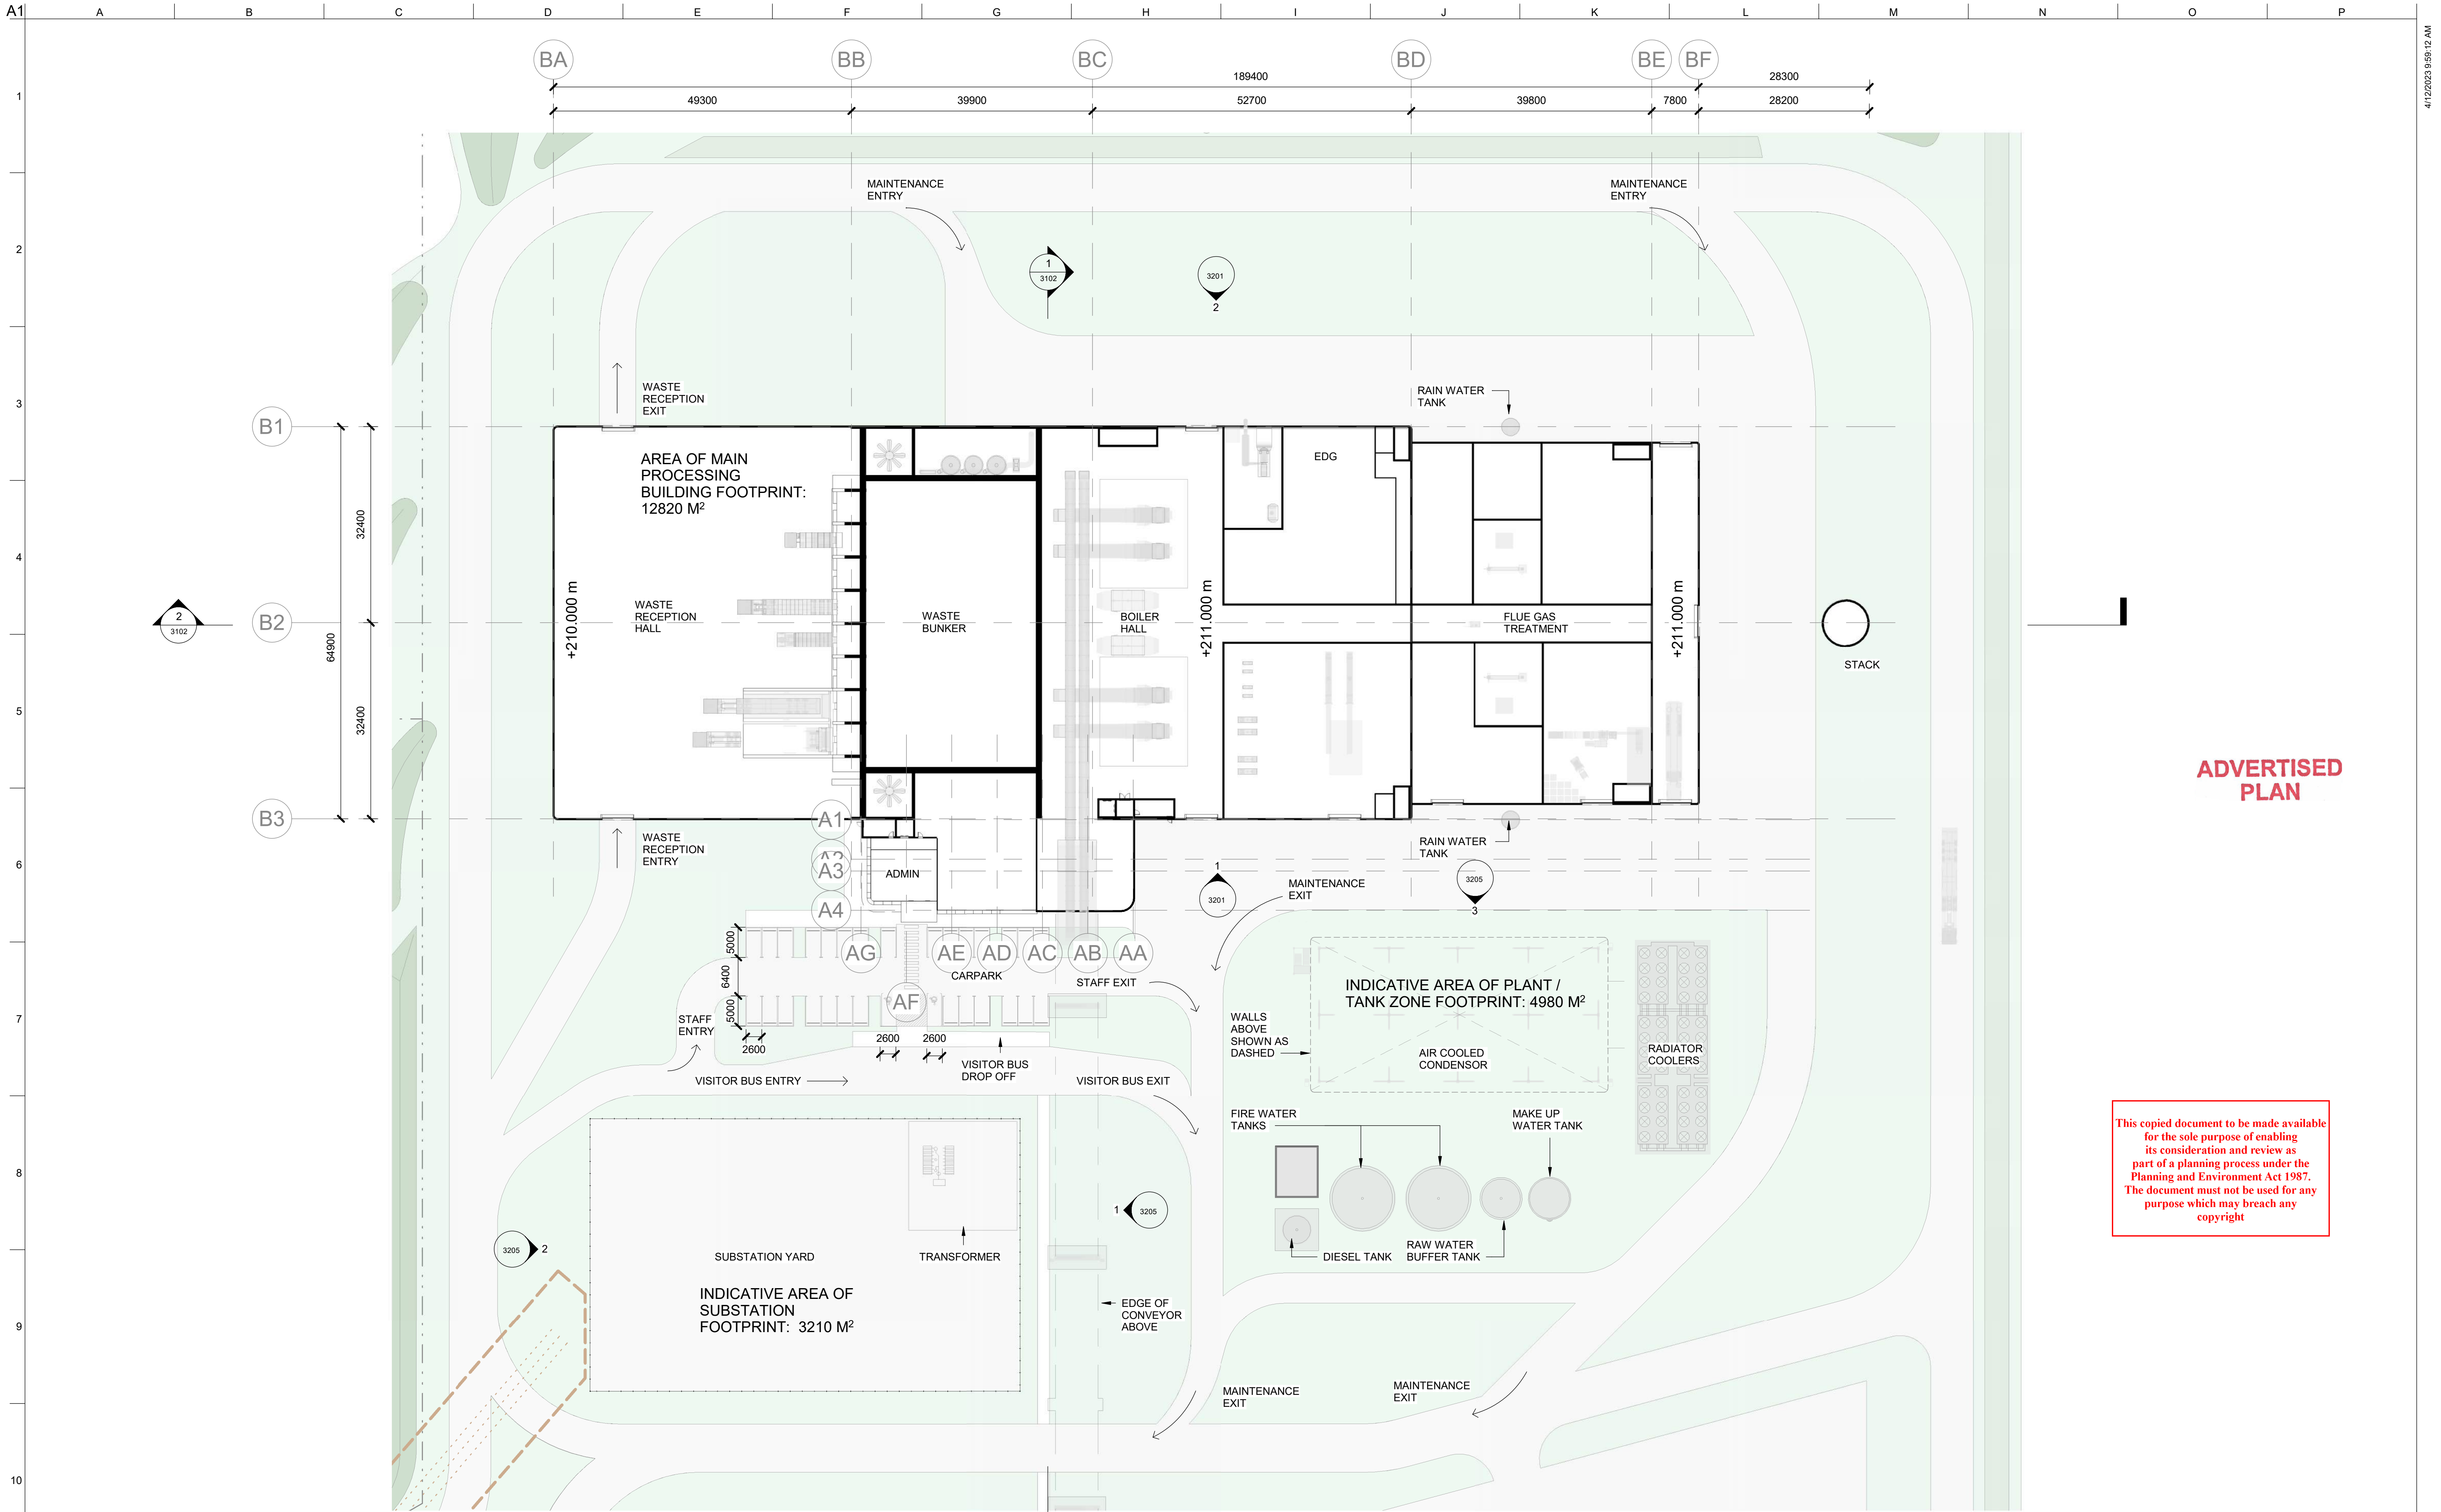 A1
A B C D E F G H I J K L M N O P
4/12/2023 9:59:12 AM
BA BB BC BD BE BF
189400 28300
49300 39900 52700 39800 7800 28200
1
2
3
4
5
6
7
8
9
10
MAINTENANCE
ENTRY
MAINTENANCE
ENTRY
1
3102
3201
2
WASTE
RECEPTION
EXIT
RAIN WATER
TANK
B1
B2
B3
32400
32400
64900
2
3102
AREA OF MAIN
PROCESSING
BUILDING FOOTPRINT:
12820 M²
EDG
+210.000 m
WASTE
RECEPTION
HALL
WASTE
BUNKER
BOILER
HALL
+211.000 m
FLUE GAS
TREATMENT
+211.000 m
STACK
ADVERTISED
PLAN
A1
A2
A3
A4
WASTE
RECEPTION
ENTRY
ADMIN
RAIN WATER
TANK
1
3201
MAINTENANCE
EXIT
3205
3
AG AE AD AC AB AA
AF
CARPARK
5000
6400
5000
2600
2600 2600
STAFF EXIT
STAFF
ENTRY
VISITOR BUS
DROP OFF
VISITOR BUS ENTRY
VISITOR BUS EXIT
INDICATIVE AREA OF PLANT /
TANK ZONE FOOTPRINT: 4980 M²
WALLS
ABOVE
SHOWN AS
DASHED
AIR COOLED
CONDENSOR
RADIATOR
COOLERS
FIRE WATER
TANKS
MAKE UP
WATER TANK
DIESEL TANK
RAW WATER
BUFFER TANK
This copied document to be made available
for the sole purpose of enabling
its consideration and review as
part of a planning process under the
Planning and Environment Act 1987.
The document must not be used for any
purpose which may breach any
copyright
1
3205
3205
2
SUBSTATION YARD
TRANSFORMER
INDICATIVE AREA OF
SUBSTATION
FOOTPRINT: 3210 M²
EDGE OF
CONVEYOR
ABOVE
MAINTENANCE
EXIT
MAINTENANCE
EXIT